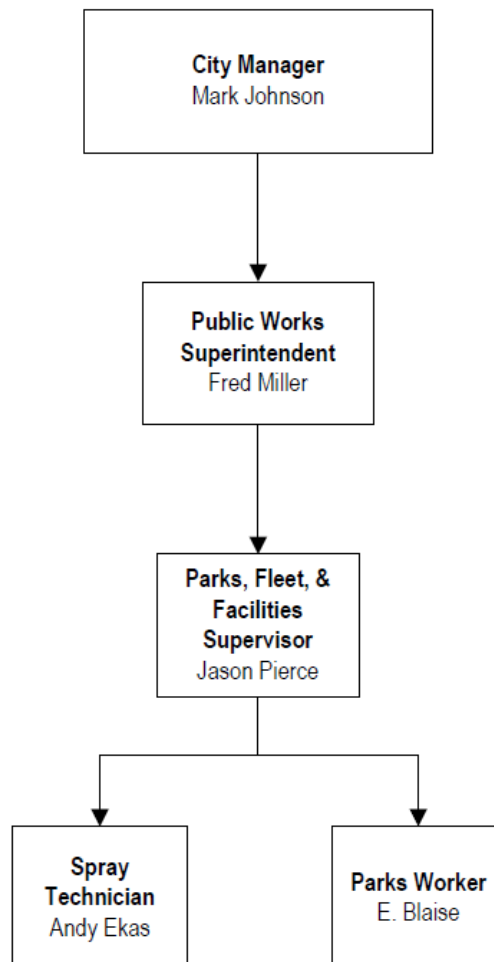 City Manager
Mark Johnson
Public Works
Superintendent
Fred Miller
Parks, Fleet, &
Facilities
Supervisor
Jason Pierce
Spray
Technician
Andy Ekas
Parks Worker
E. Blaise